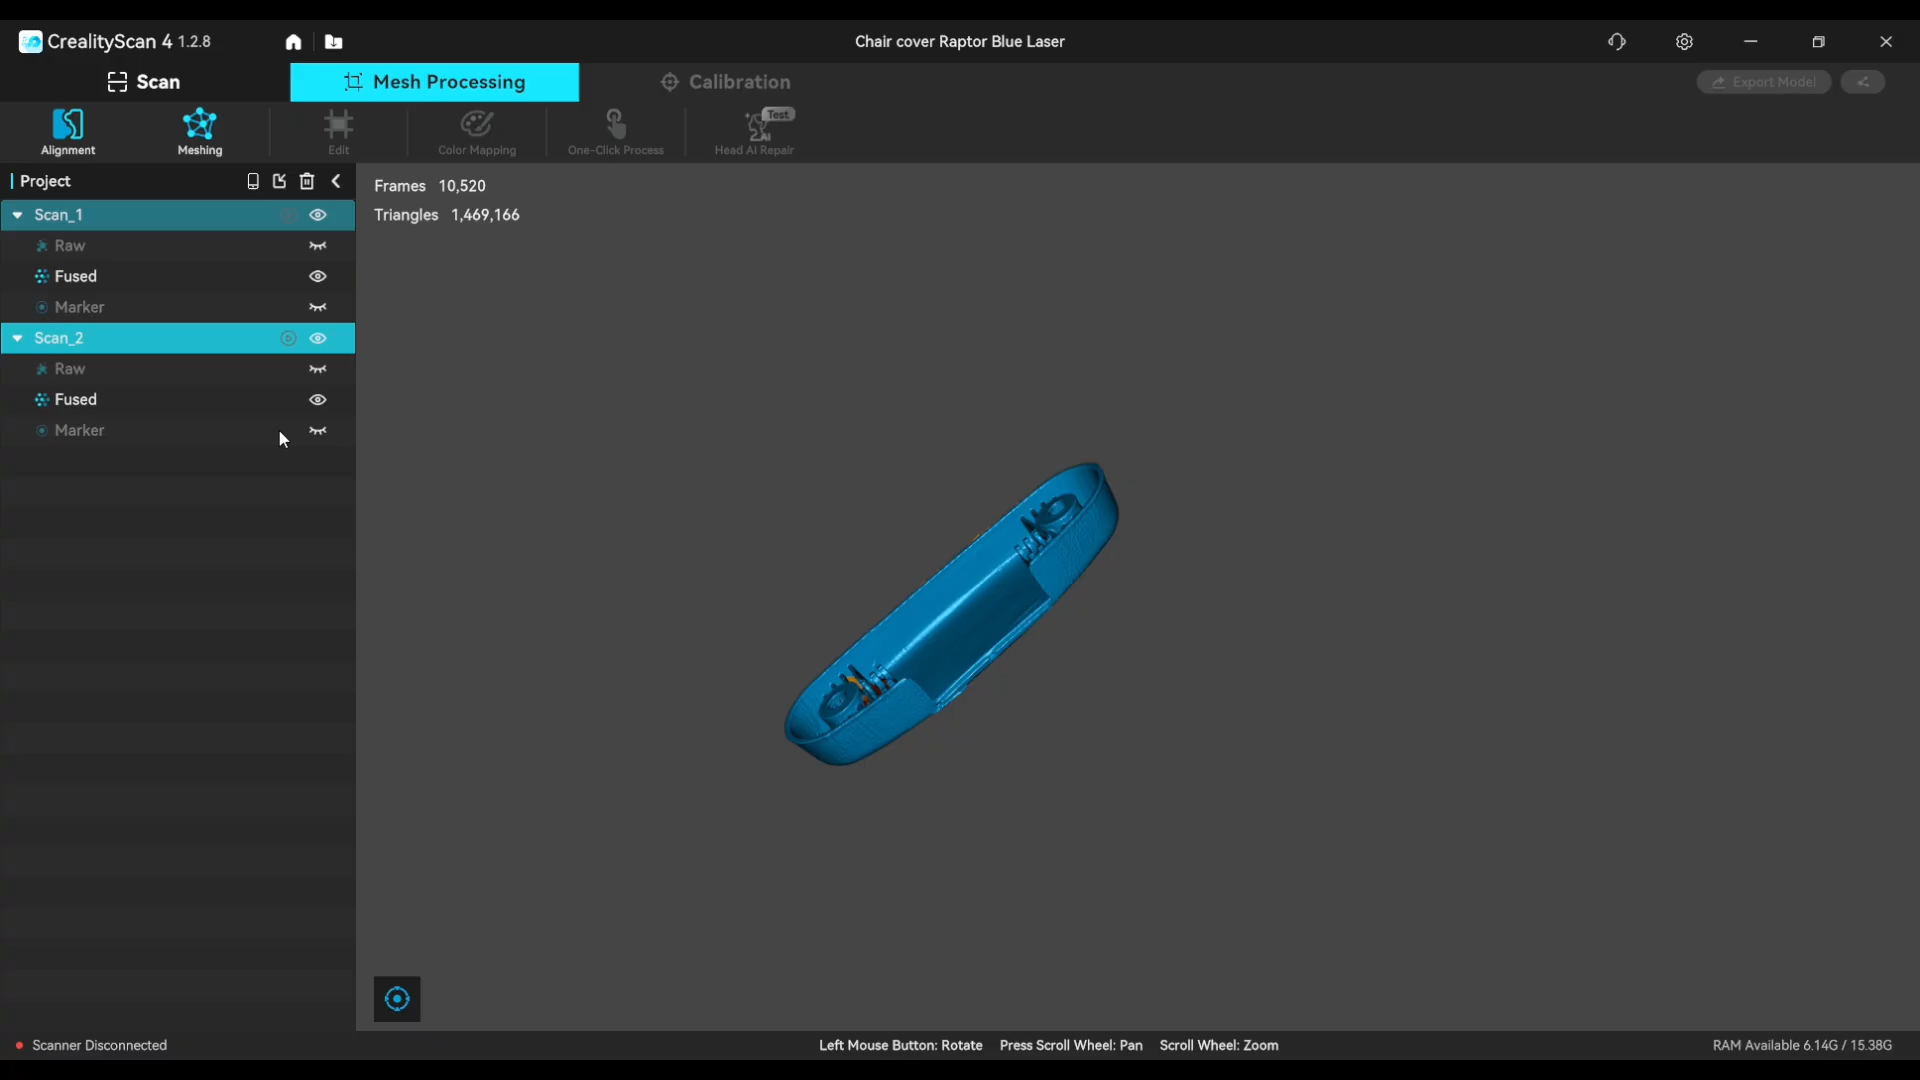 CrealityScan 4 1.2.8
Chair cover Raptor Blue Laser
Scan
Mesh Processing
Calibration
Export Model
Alignment
Meshing
Edit
Color Mapping
One-Click Process
Test
AI
Head AI Repair
Project
Scan_1
Raw
Fused
Marker
Scan_2
Raw
Fused
Marker
Frames 10,520
Triangles 1,469,166
Scanner Disconnected
Left Mouse Button: Rotate Press Scroll Wheel: Pan Scroll Wheel: Zoom
RAM Available 6.14G / 15.38G